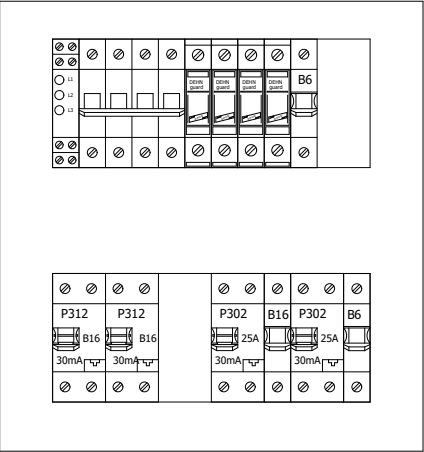 L1
L2
L3
DEHN
guard
DEHN
guard
DEHN
guard
DEHN
guard
B6
P312
B16
30mA
P312
B16
30mA
P302
25A
30mA
B16
P302
25A
30mA
B6